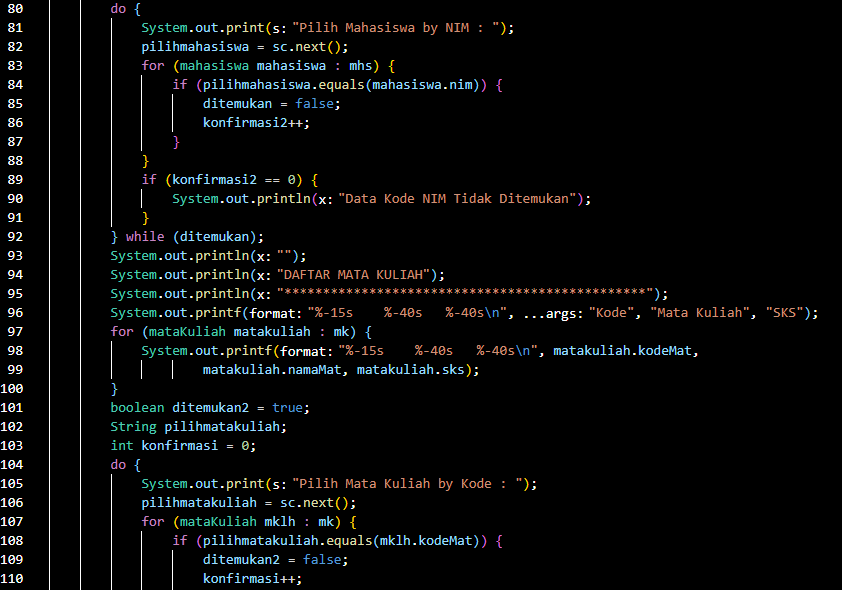 80 do {
81 System.out.print(s: "Pilih Mahasiswa by NIM : ");
82 pilihmahasiswa = sc.next();
83 for (mahasiswa mahasiswa : mhs) {
84 if (pilihmahasiswa.equals(mahasiswa.nim)) {
85 ditemukan = false;
86 konfirmasi2++;
87 }
88 }
89 if (konfirmasi2 == 0) {
90 System.out.println(x: "Data Kode NIM Tidak Ditemukan");
91 }
92 } while (ditemukan);
93 System.out.println(x: "");
94 System.out.println(x: "DAFTAR MATA KULIAH");
95 System.out.println(x: "***********************************************");
96 System.out.printf(format: "%-15s    %-40s   %-40s\n", ...args: "Kode", "Mata Kuliah", "SKS");
97 for (mataKuliah matakuliah : mk) {
98 System.out.printf(format: "%-15s    %-40s   %-40s\n", matakuliah.kodeMat,
99 matakuliah.namaMat, matakuliah.sks);
100 }
101 boolean ditemukan2 = true;
102 String pilihmatakuliah;
103 int konfirmasi = 0;
104 do {
105 System.out.print(s: "Pilih Mata Kuliah by Kode : ");
106 pilihmatakuliah = sc.next();
107 for (mataKuliah mklh : mk) {
108 if (pilihmatakuliah.equals(mklh.kodeMat)) {
109 ditemukan2 = false;
110 konfirmasi++;